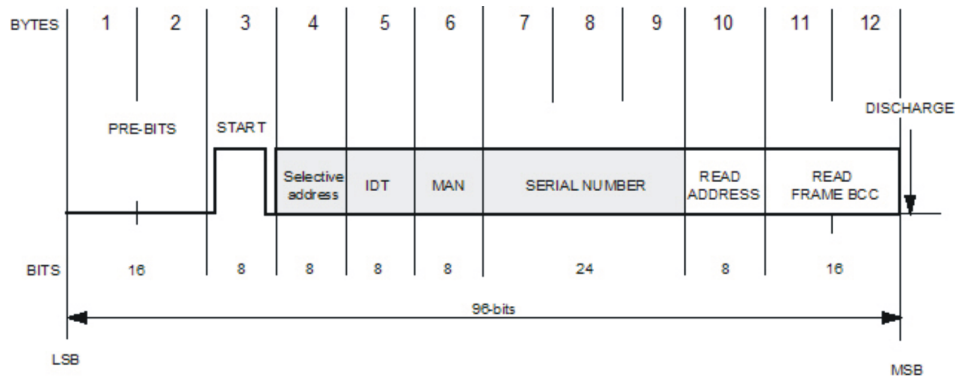 BYTES 1 2 3 4 5 6 7 8 9 10 11 12
DISCHARGE
PRE-BITS START
Selective
address
IDT MAN SERIAL NUMBER
READ
ADDRESS
READ
FRAME BCC
BITS 16 8 8 8 8 24 8 16
96-bits
LSB
MSB